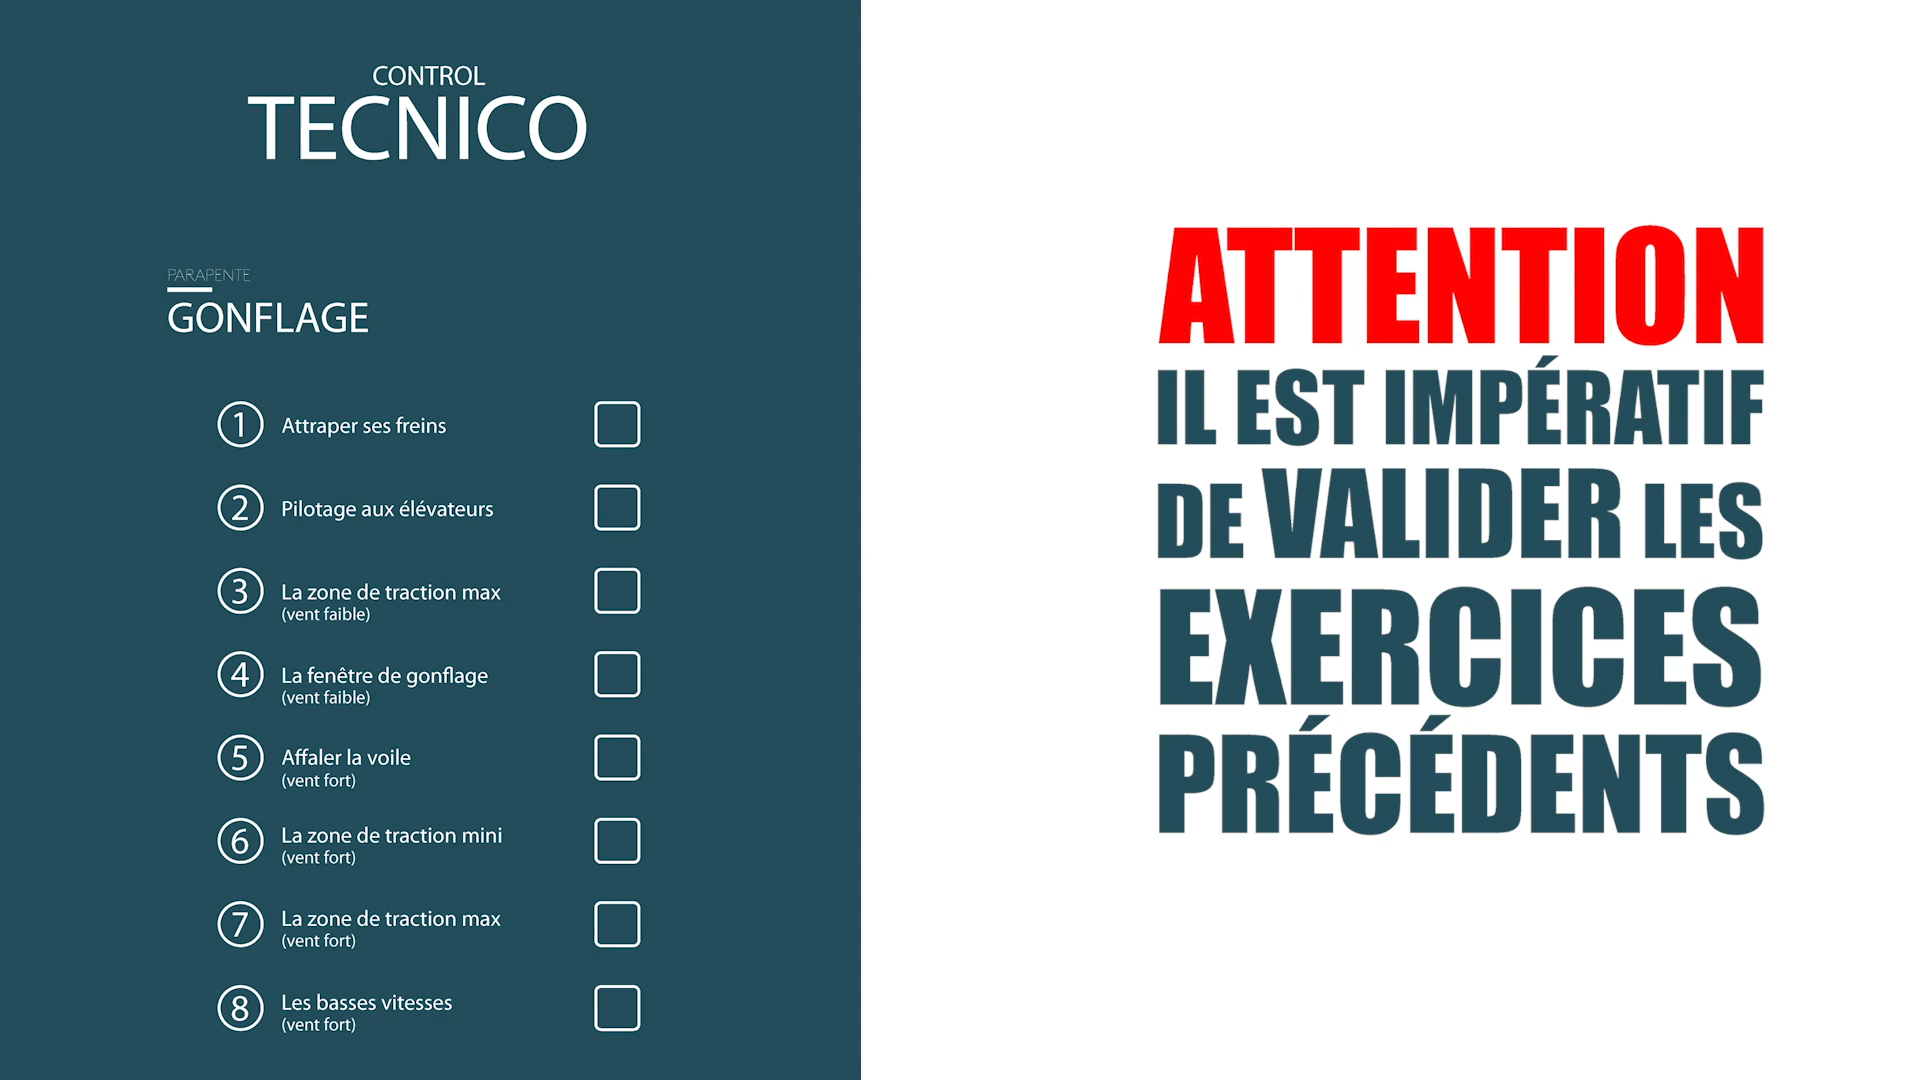 CONTROL
TECNICO
PARAPENTE
GONFLAGE
1 Attraper ses freins
2 Pilotage aux élévateurs
3 La zone de traction max
(vent faible)
4 La fenêtre de gonflage
(vent faible)
5 Affaler la voile
(vent fort)
6 La zone de traction mini
(vent fort)
7 La zone de traction max
(vent fort)
8 Les basses vitesses
(vent fort)
ATTENTION
IL EST IMPÉRATIF
DE VALIDER LES
EXERCICES
PRÉCÉDENTS